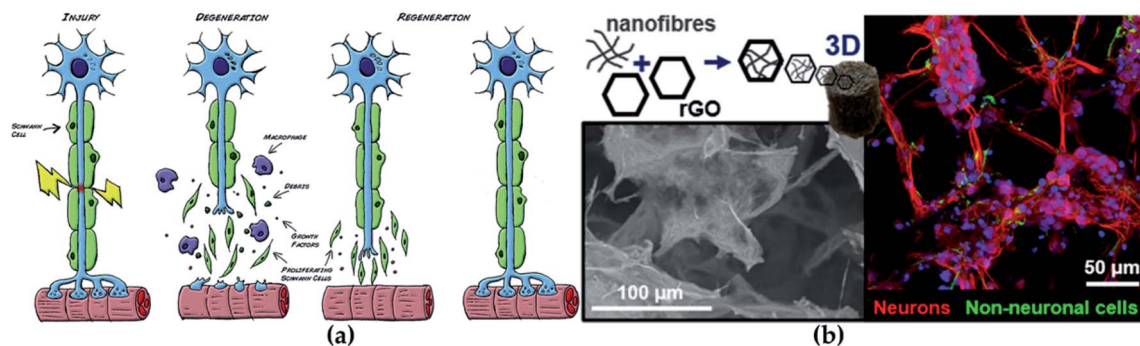 INJURY
DEGENERATION
REGENERATION
SCHWANN
CELL
MACROPHAGE
DEBRIS
GROWTH
FACTORS
PROLIFERATING
SCHWANN CELLS
(a)
nanofibres
+
rGO
3D
100 µm
50 µm
Neurons Non-neuronal cells
(b)